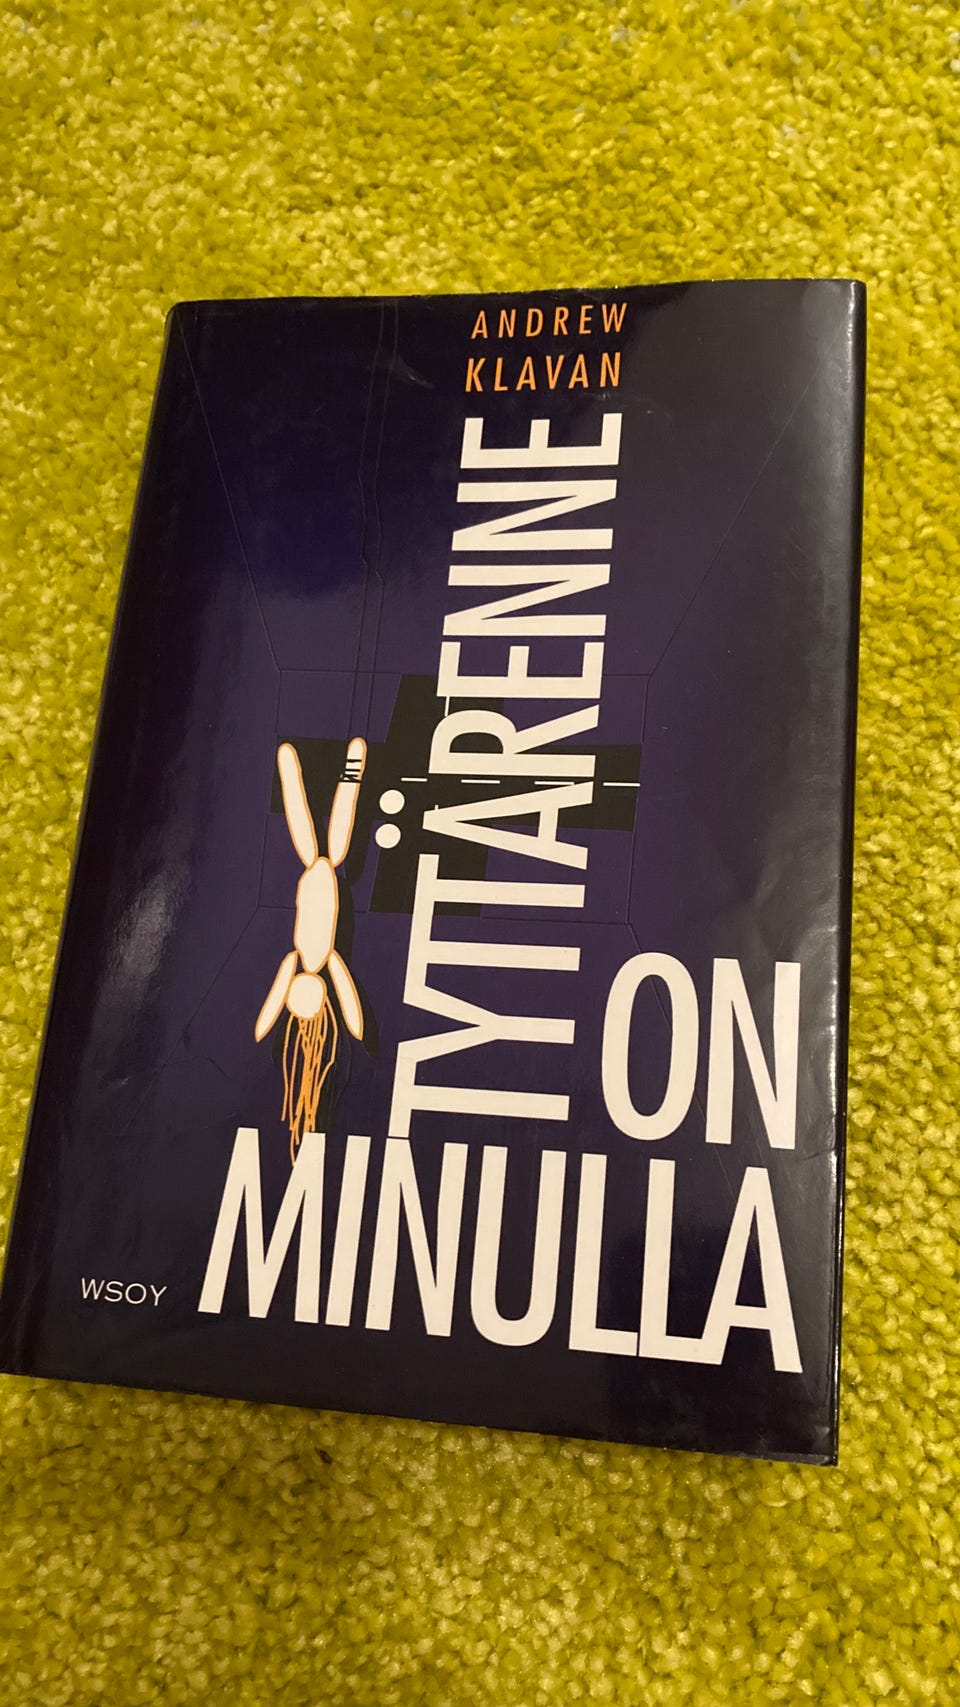 ANDREW
KLAVAN
TYTTÄRENNE
ON
MINULLA
WSOY